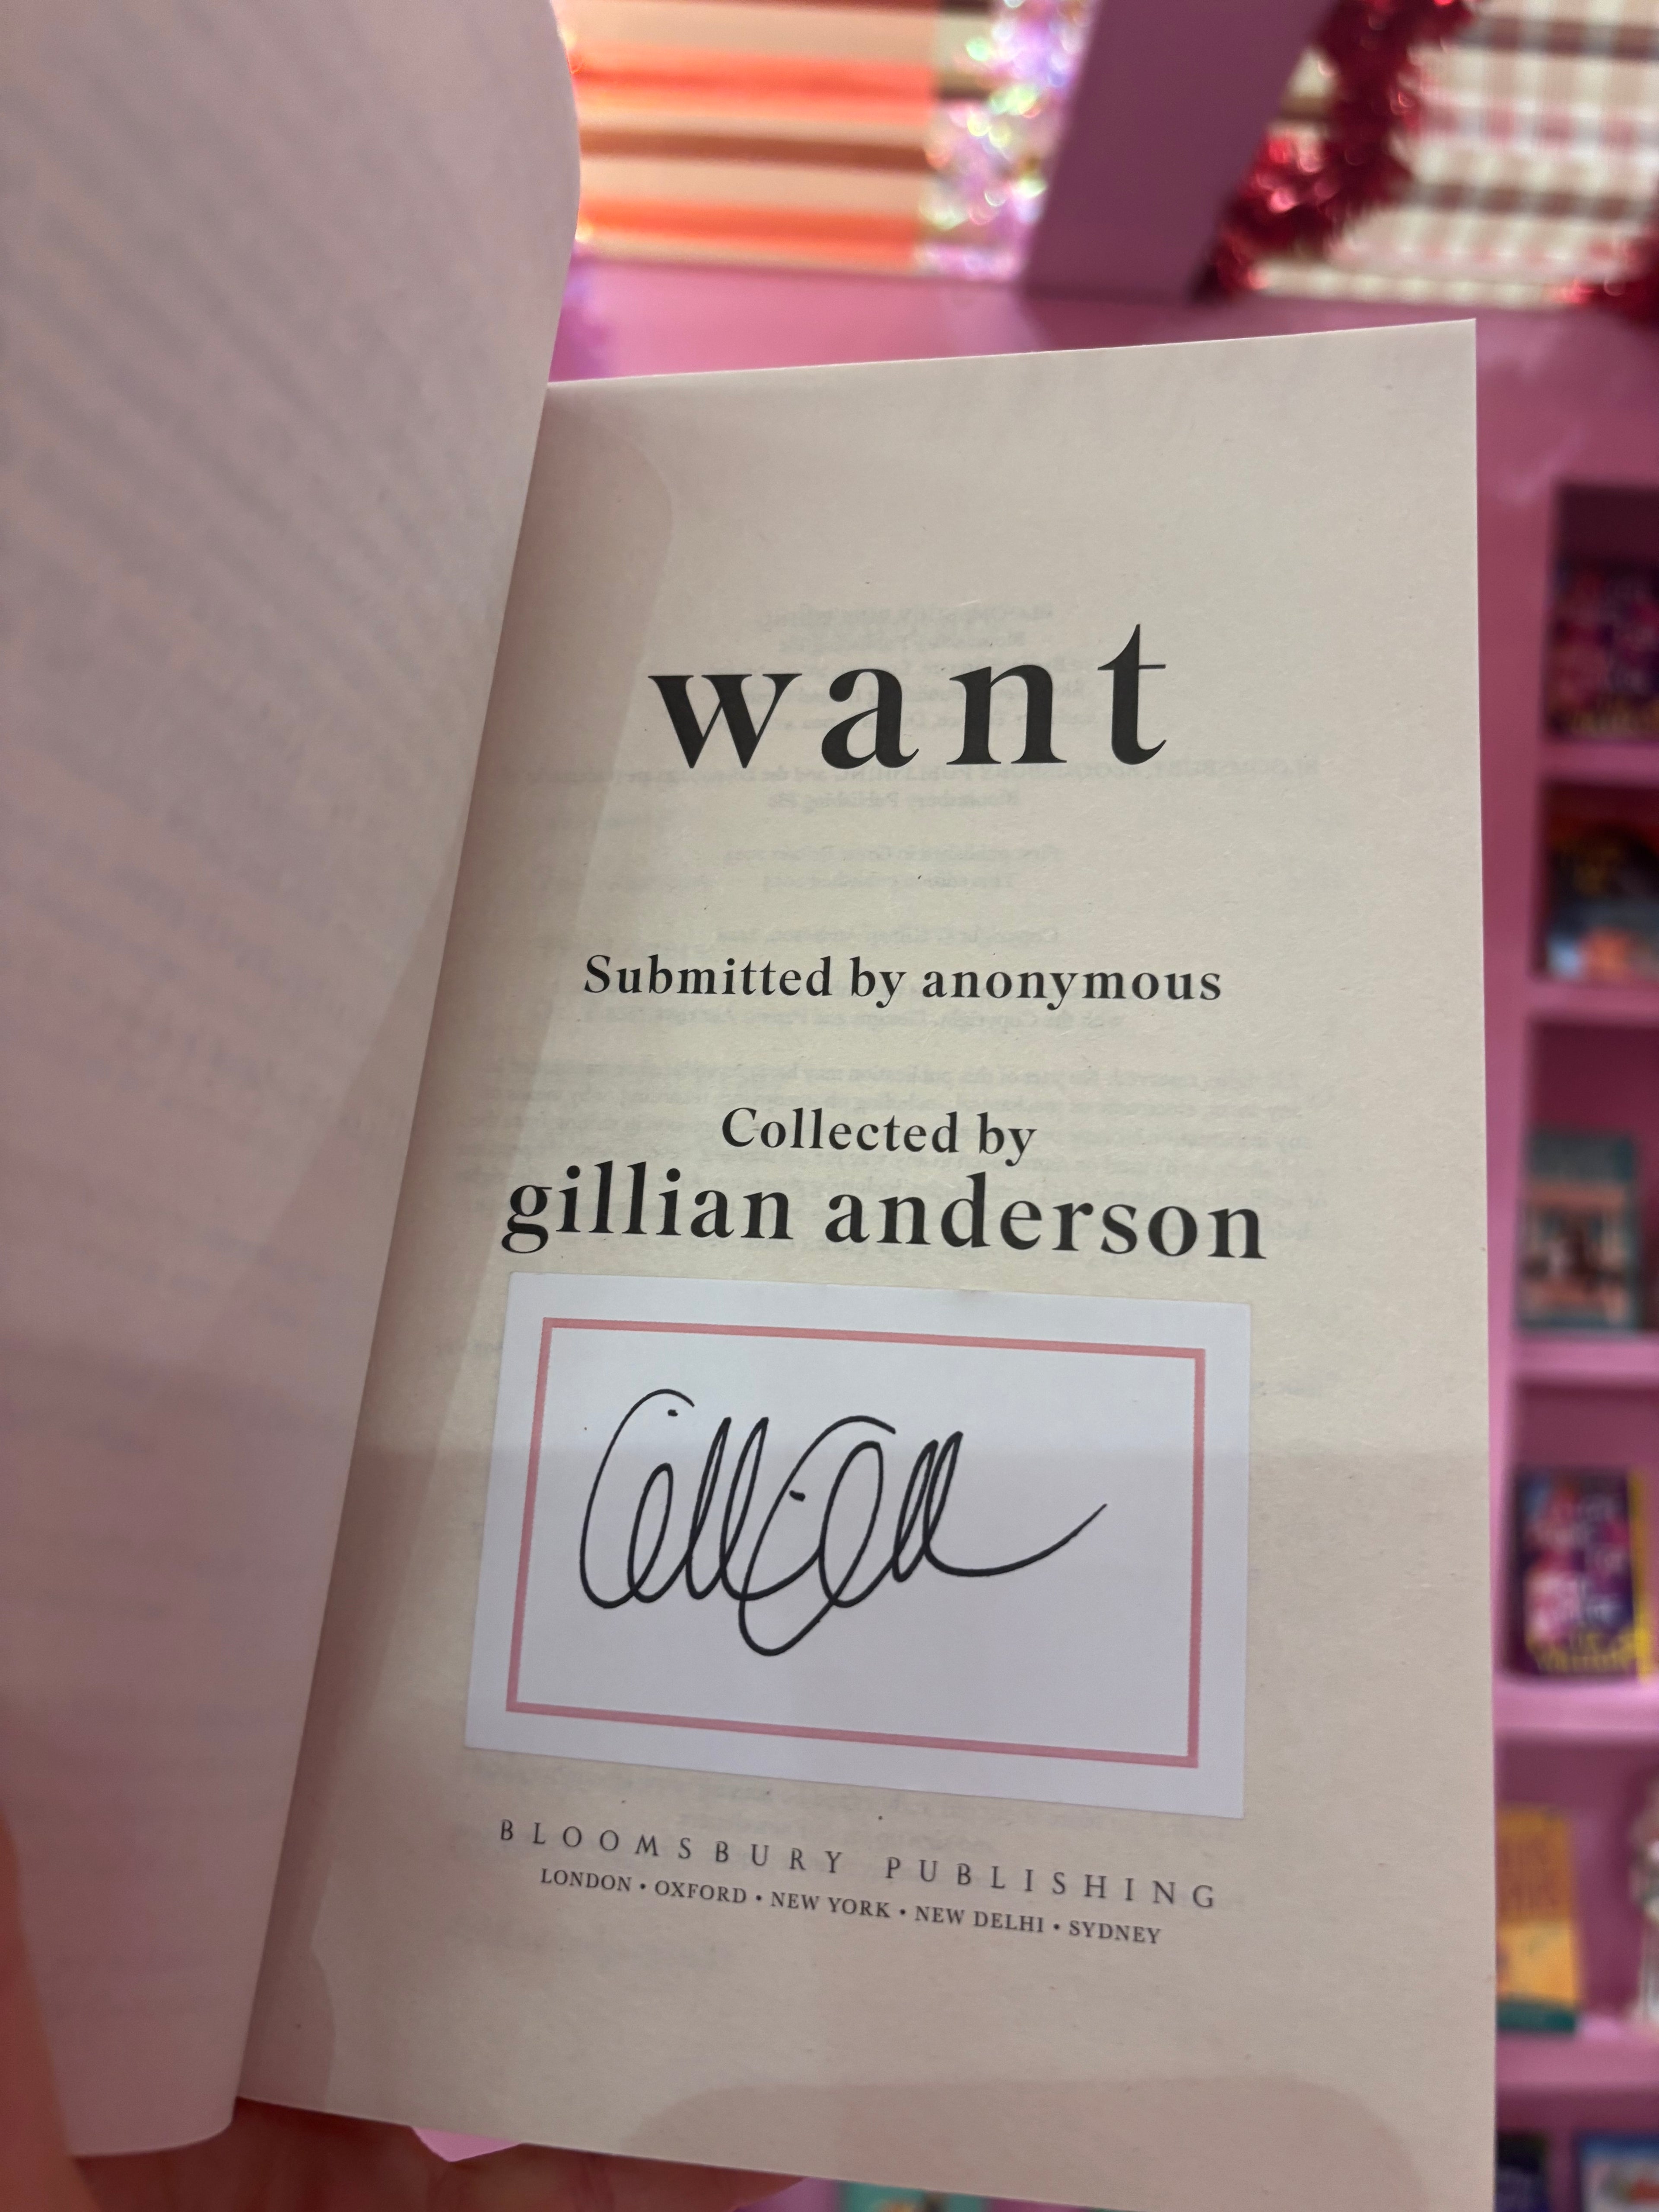 want
Submitted by anonymous
Collected by
gillian anderson
BLOOMSBURY PUBLISHING
LONDON • OXFORD • NEW YORK • NEW DELHI • SYDNEY